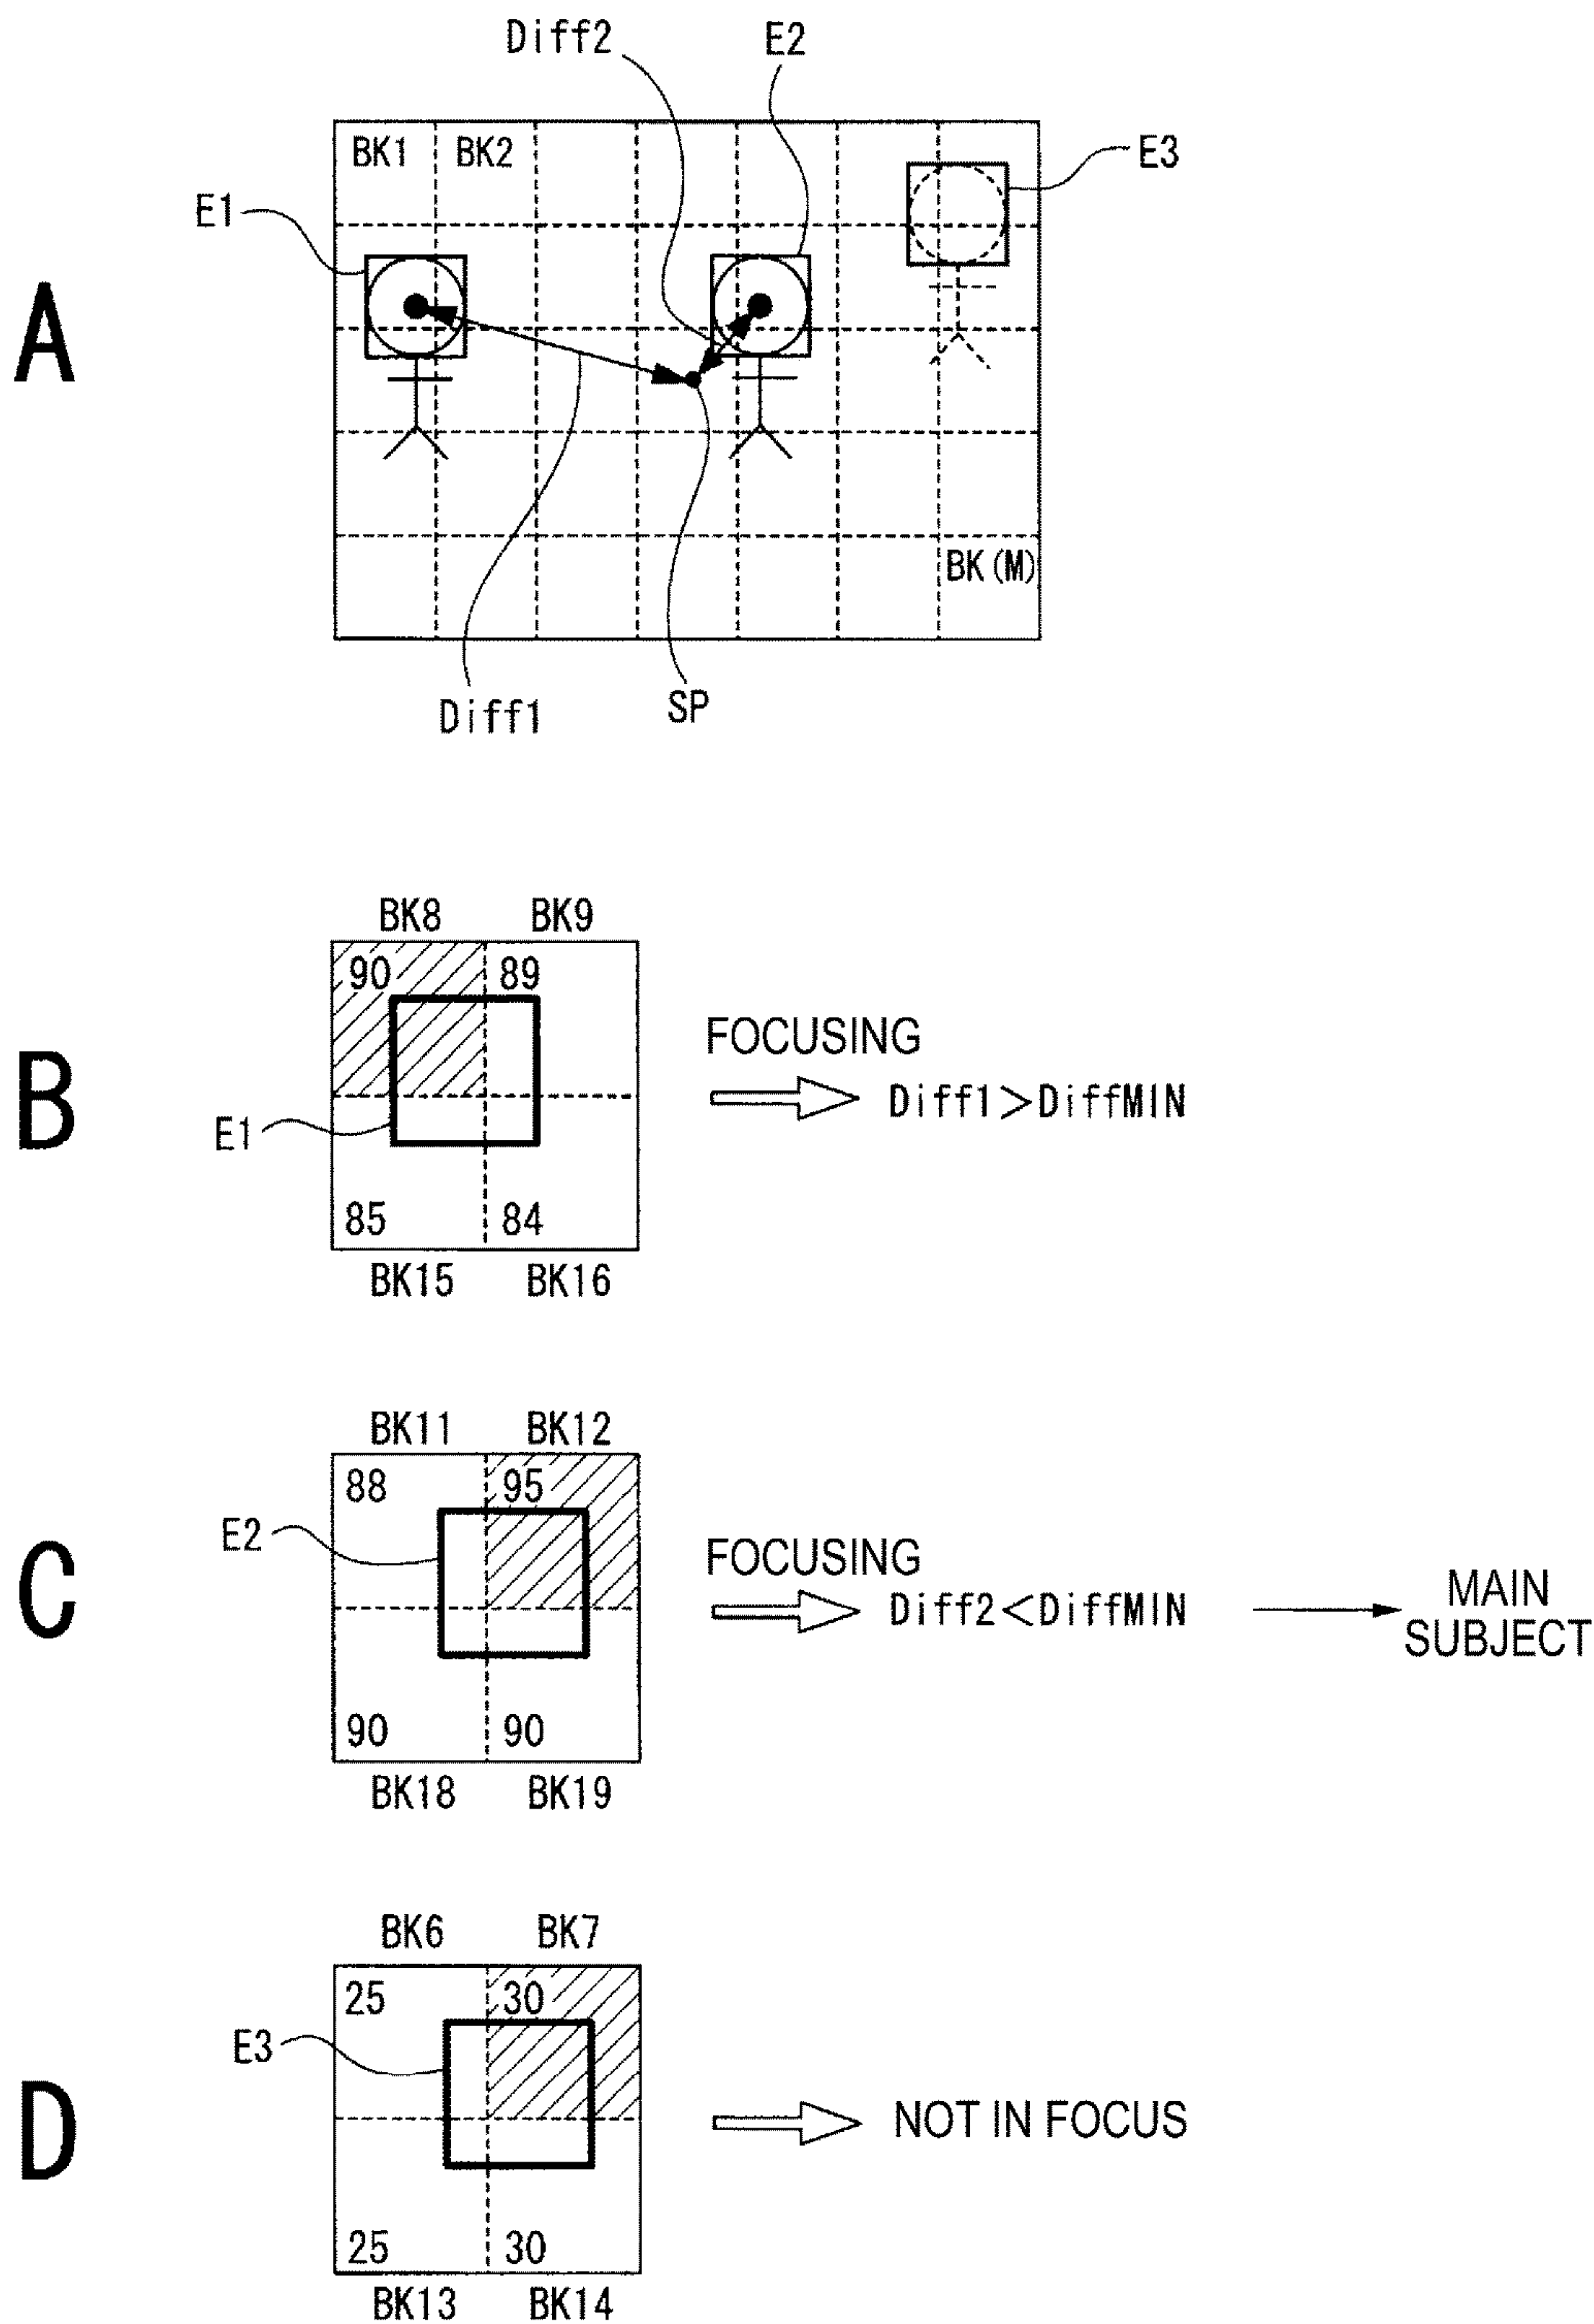 Diff2
E2
BK1 BK2
E3
E1
A
BK(M)
Diff1
SP
BK8 BK9
90 89
FOCUSING
B
Diff1>DiffMIN
E1
85 84
BK15 BK16
BK11 BK12
88 95
E2
FOCUSING
C
Diff2<DiffMIN
MAIN
SUBJECT
90 90
BK18 BK19
BK6 BK7
25 30
E3
D
NOT IN FOCUS
25 30
BK13 BK14